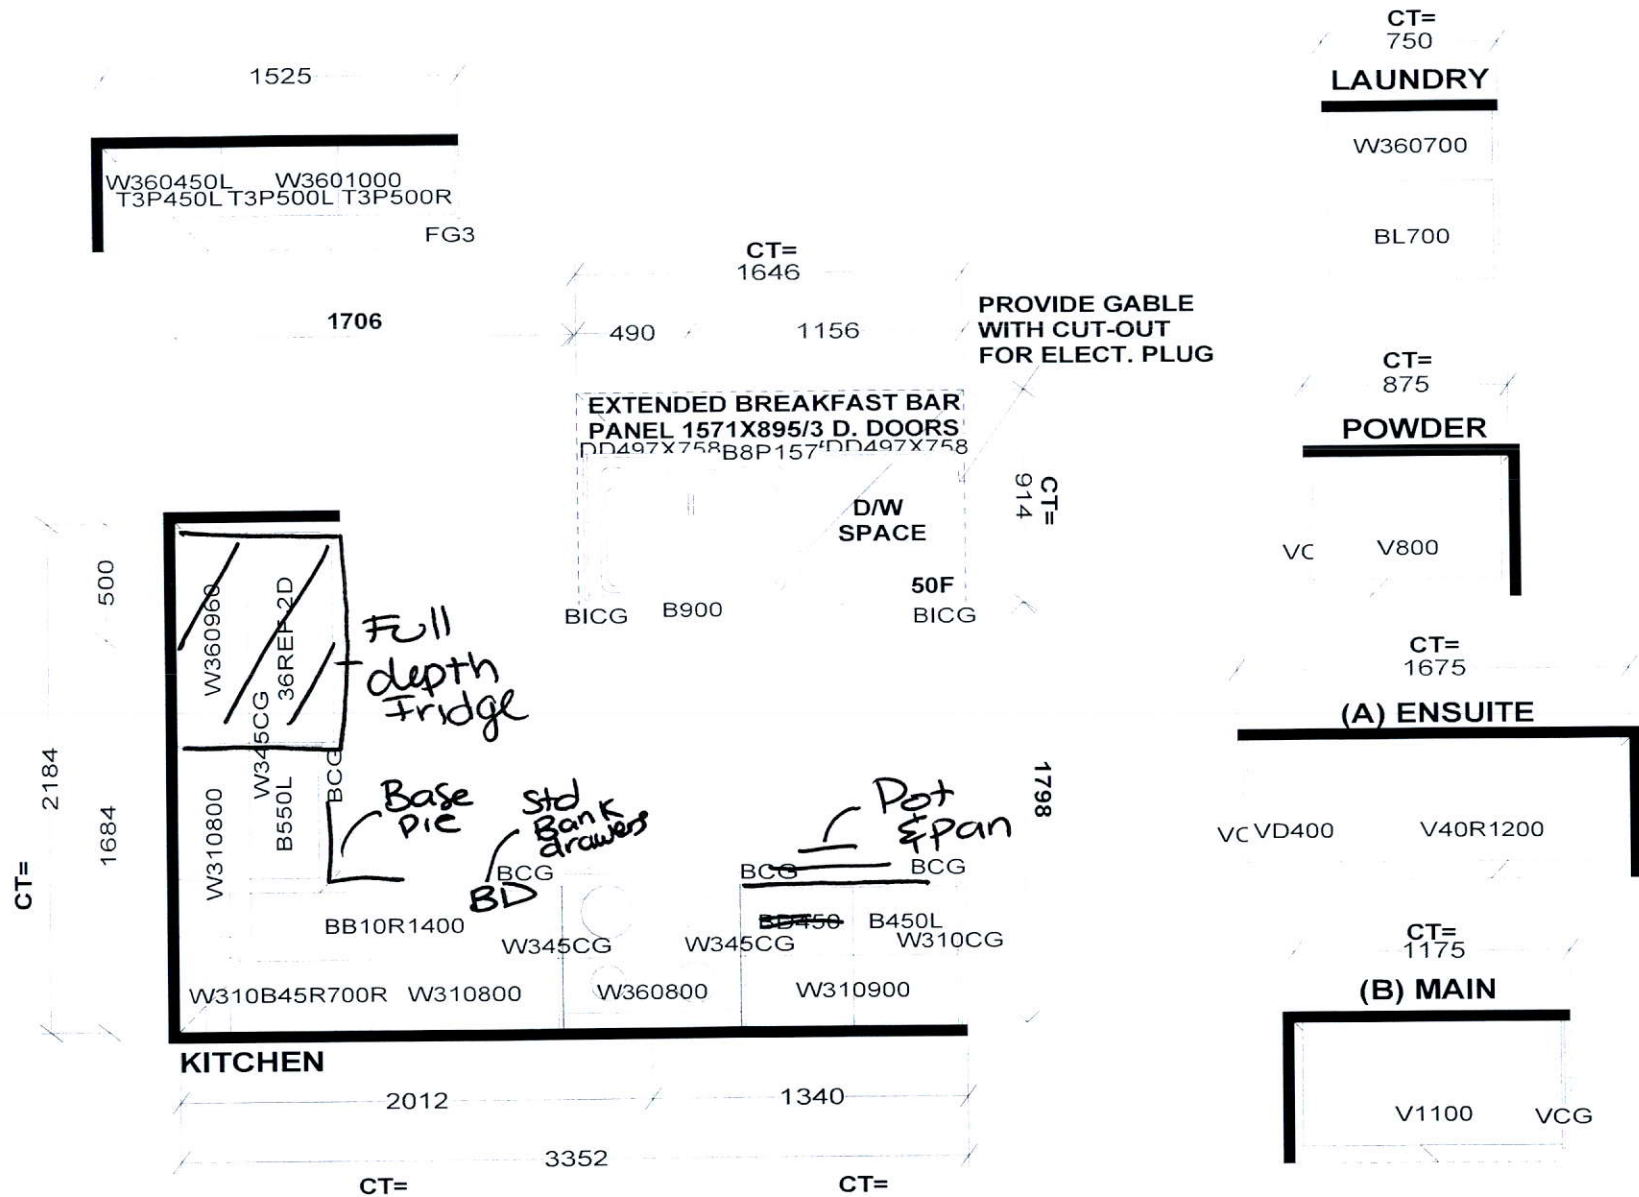 1525
W360450L W3601000
T3P450L T3P500L T3P500R
FG3
1706
CT=
1646
490 1156
PROVIDE GABLE
WITH CUT-OUT
FOR ELECT. PLUG
EXTENDED BREAKFAST BAR
PANEL 1571X895/3 D. DOORS
DD497X758 B8P157 DD497X758
D/W
SPACE
50F
BICG B900 BICG
CT=
914
1798
500
2184
1684
CT=
W360960
36REF.2D
W345CG
BCG
W310800
B550L
Full
depth
Fridge
Base
pie
Std
Bank
drawers
BD
Pot
& pan
BCG
BCG
BCG
BD450 B450L
BB10R1400
W345CG W345CG W310CG
W310B45R700R W310800 W360800 W310900
KITCHEN
2012 1340
3352
CT= CT=
CT=
750
LAUNDRY
W360700
BL700
CT=
875
POWDER
VC V800
CT=
1675
(A) ENSUITE
VC VD400 V40R1200
CT=
1175
(B) MAIN
V1100 VCG